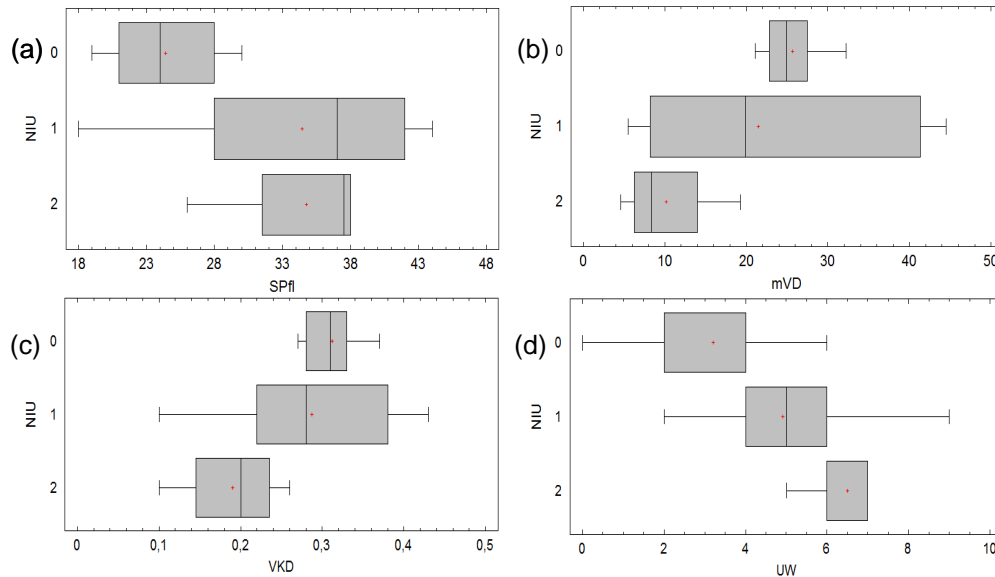 (a)
0
NIU
1
2
18 23 28 33 38 43 48
SPfl
(b)
0
NIU
1
2
0 10 20 30 40 50
mVD
(c)
0
NIU
1
2
0 0,1 0,2 0,3 0,4 0,5
VKD
(d)
0
NIU
1
2
0 2 4 6 8 10
UW